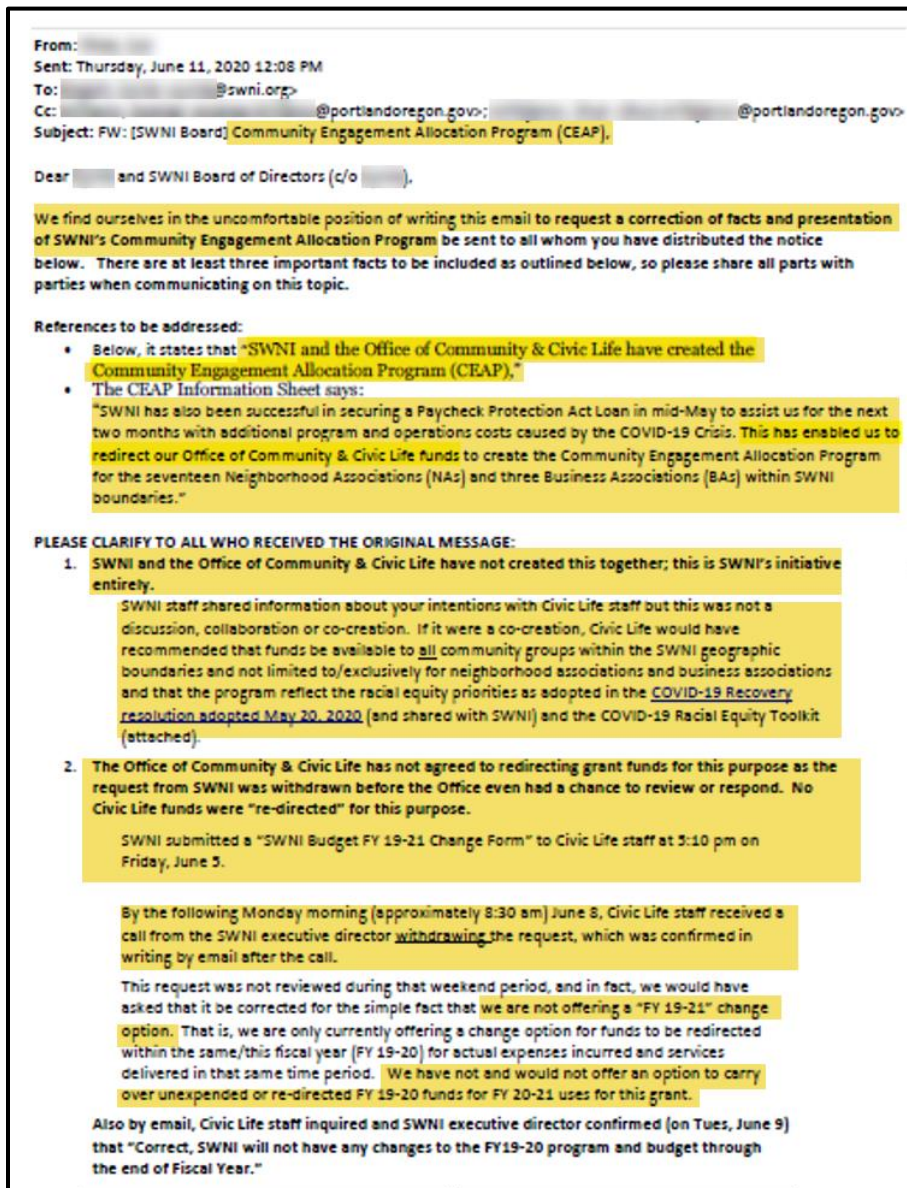 From:
Sent: Thursday, June 11, 2020 12:08 PM
To: @swni.org>
Cc: @portlandoregon.gov>; @portlandoregon.gov>
Subject: FW: [SWNI Board] Community Engagement Allocation Program (CEAP),
Dear and SWNI Board of Directors (c/o ),
We find ourselves in the uncomfortable position of writing this email to request a correction of facts and presentation
of SWNI's Community Engagement Allocation Program be sent to all whom you have distributed the notice
below. There are at least three important facts to be included as outlined below, so please share all parts with
parties when communicating on this topic.
References to be addressed:
• Below, it states that "SWNI and the Office of Community & Civic Life have created the
Community Engagement Allocation Program (CEAP),"
• The CEAP Information Sheet says:
"SWNI has also been successful in securing a Paycheck Protection Act Loan in mid-May to assist us for the next
two months with additional program and operations costs caused by the COVID-19 Crisis. This has enabled us to
redirect our Office of Community & Civic Life funds to create the Community Engagement Allocation Program
for the seventeen Neighborhood Associations (NAs) and three Business Associations (BAs) within SWNI
boundaries."
PLEASE CLARIFY TO ALL WHO RECEIVED THE ORIGINAL MESSAGE:
1. SWNI and the Office of Community & Civic Life have not created this together; this is SWNI's initiative
entirely.
SWNI staff shared information about your intentions with Civic Life staff but this was not a
discussion, collaboration or co-creation. If it were a co-creation, Civic Life would have
recommended that funds be available to all community groups within the SWNI geographic
boundaries and not limited to/exclusively for neighborhood associations and business associations
and that the program reflect the racial equity priorities as adopted in the COVID-19 Recovery
resolution adopted May 20, 2020 (and shared with SWNI) and the COVID-19 Racial Equity Toolkit
(attached).
2. The Office of Community & Civic Life has not agreed to redirecting grant funds for this purpose as the
request from SWNI was withdrawn before the Office even had a chance to review or respond. No
Civic Life funds were "re-directed" for this purpose.
SWNI submitted a "SWNI Budget FY 19-21 Change Form" to Civic Life staff at 5:10 pm on
Friday, June 5.
By the following Monday morning (approximately 8:30 am) June 8, Civic Life staff received a
call from the SWNI executive director withdrawing the request, which was confirmed in
writing by email after the call.
This request was not reviewed during that weekend period, and in fact, we would have
asked that it be corrected for the simple fact that we are not offering a "FY 19-21" change
option. That is, we are only currently offering a change option for funds to be redirected
within the same/this fiscal year (FY 19-20) for actual expenses incurred and services
delivered in that same time period. We have not and would not offer an option to carry
over unexpended or re-directed FY 19-20 funds for FY 20-21 uses for this grant.
Also by email, Civic Life staff inquired and SWNI executive director confirmed (on Tues, June 9)
that "Correct, SWNI will not have any changes to the FY19-20 program and budget through
the end of Fiscal Year."